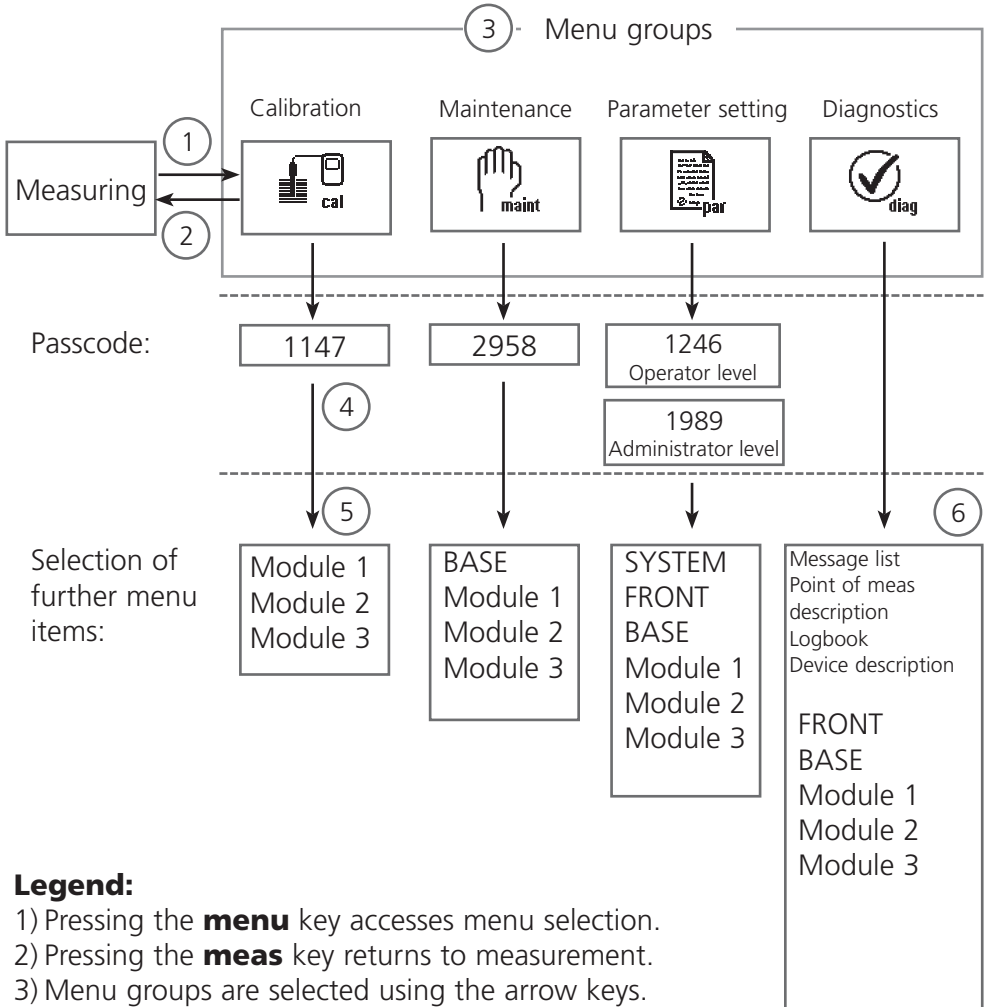 3 Menu groups
Calibration Maintenance Parameter setting Diagnostics
Measuring
1
2
cal
maint
par
diag
Passcode:
1147
2958
1246
Operator level
1989
Administrator level
4
Selection of
further menu
items:
5
Module 1
Module 2
Module 3
BASE
Module 1
Module 2
Module 3
SYSTEM
FRONT
BASE
Module 1
Module 2
Module 3
6
Message list
Point of meas
description
Logbook
Device description
FRONT
BASE
Module 1
Module 2
Module 3
Legend:
1) Pressing the menu key accesses menu selection.
2) Pressing the meas key returns to measurement.
3) Menu groups are selected using the arrow keys.